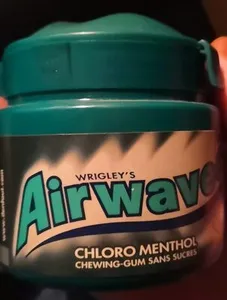 WRIGLEY'S
Airwave
CHLORO MENTHOL
CHEWING-GUM SANS SUCRES